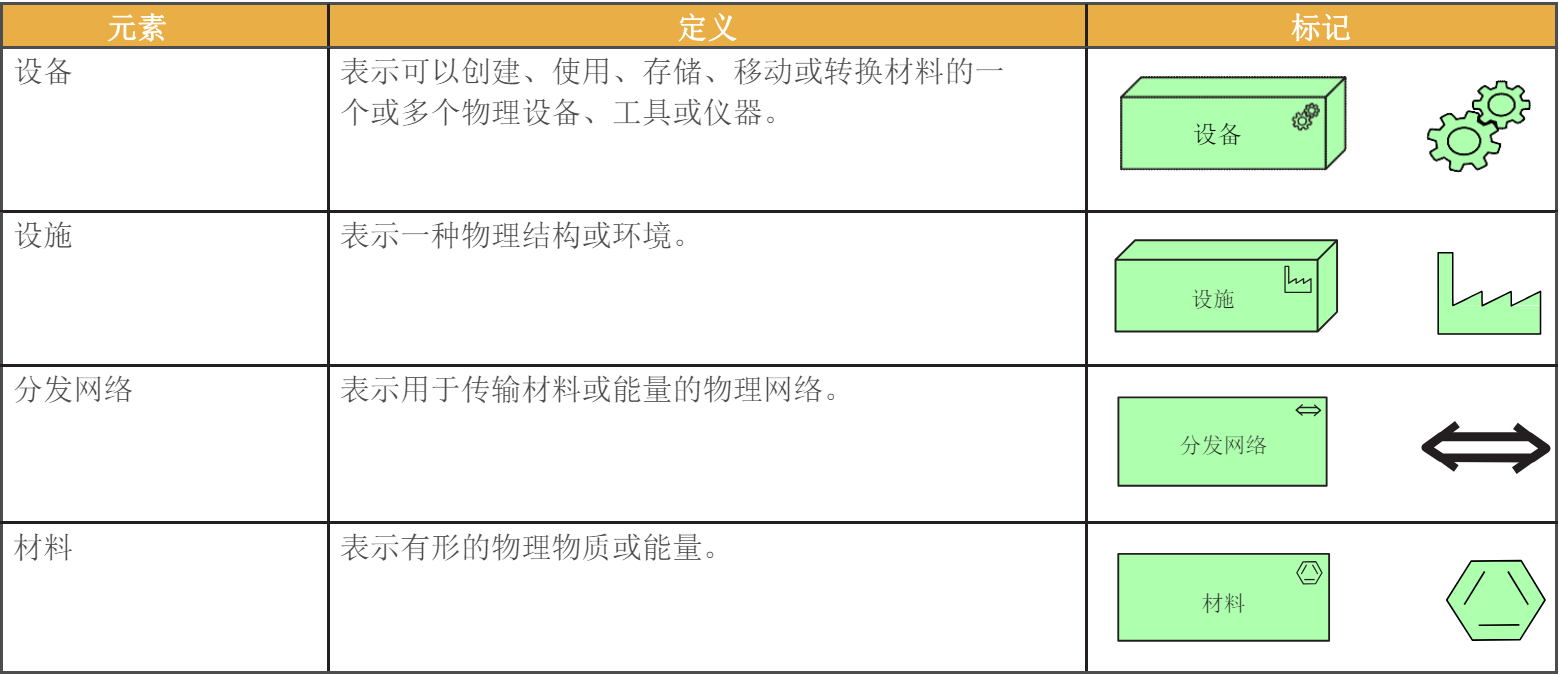 元素
定义
标记
设备
表示可以创建、使用、存储、移动或转换材料的一
个或多个物理设备、工具或仪器。
设备
设施
表示一种物理结构或环境。
设施
分发网络
表示用于传输材料或能量的物理网络。
分发网络
材料
表示有形的物理物质或能量。
材料